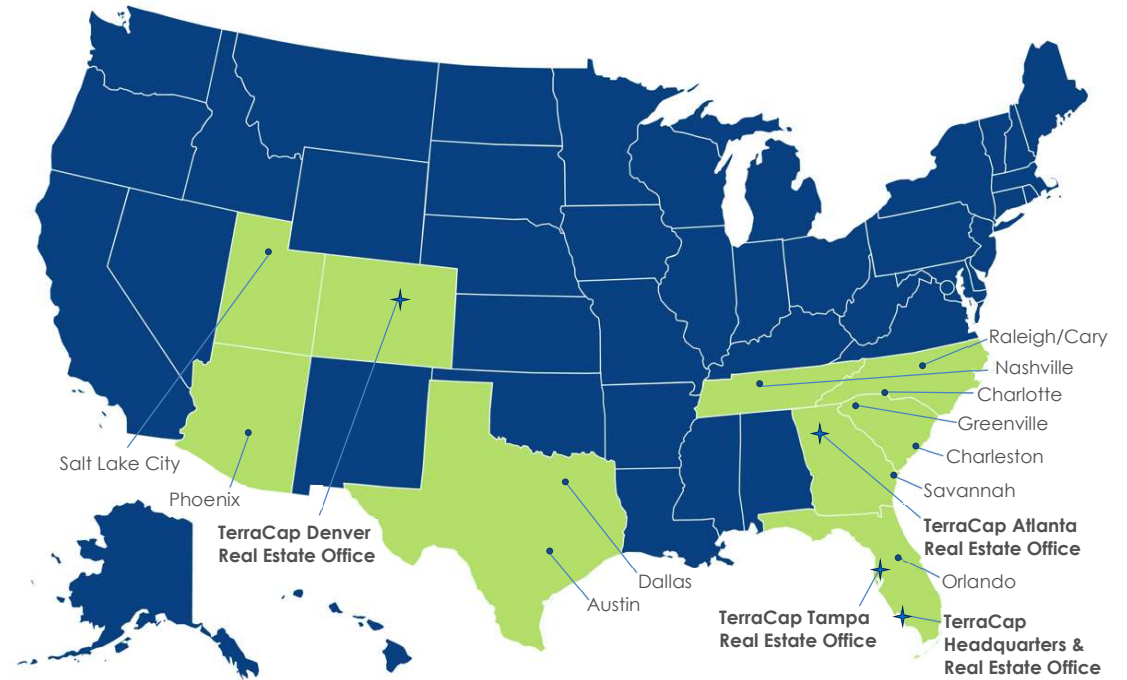 Raleigh/Cary
Nashville
Charlotte
Greenville
Charleston
Savannah
TerraCap Atlanta
Real Estate Office
Orlando
TerraCap
Headquarters &
Real Estate Office
TerraCap Tampa
Real Estate Office
Dallas
Austin
TerraCap Denver
Real Estate Office
Salt Lake City
Phoenix